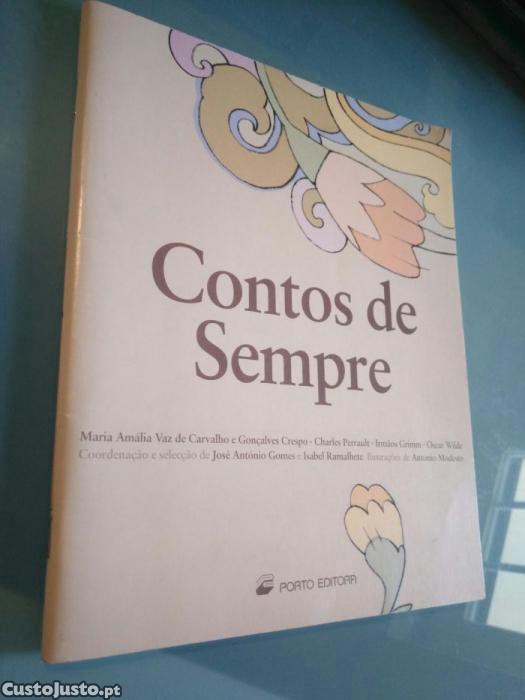 Contos de
Sempre
Maria Amália Vaz de Carvalho e Gonçalves Crespo · Charles Perrault · Irmãos Grimm · Oscar Wilde
Coordenação e selecção de José António Gomes e Isabel Ramalhete Ilustrações de António Modesto
PORTO EDITORA
CustoJusto.pt